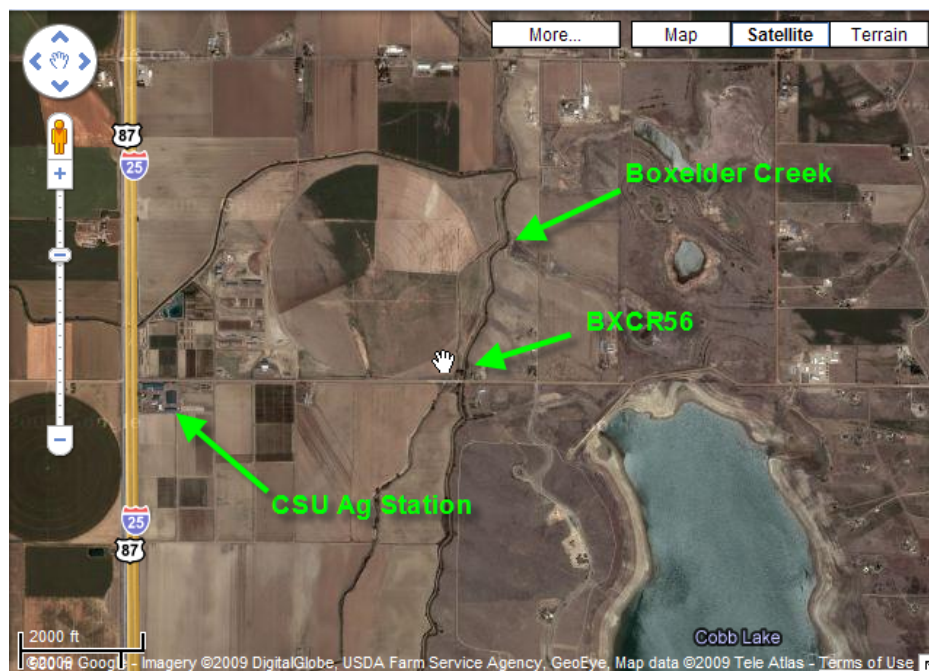 More...
Map
Satellite
Terrain
87
25
Boxelder Creek
BXCR56
CSU Ag Station
25
87
2000 ft
Cobb Lake
Google - Imagery ©2009 DigitalGlobe, USDA Farm Service Agency, GeoEye, Map data ©2009 Tele Atlas - Terms of Use